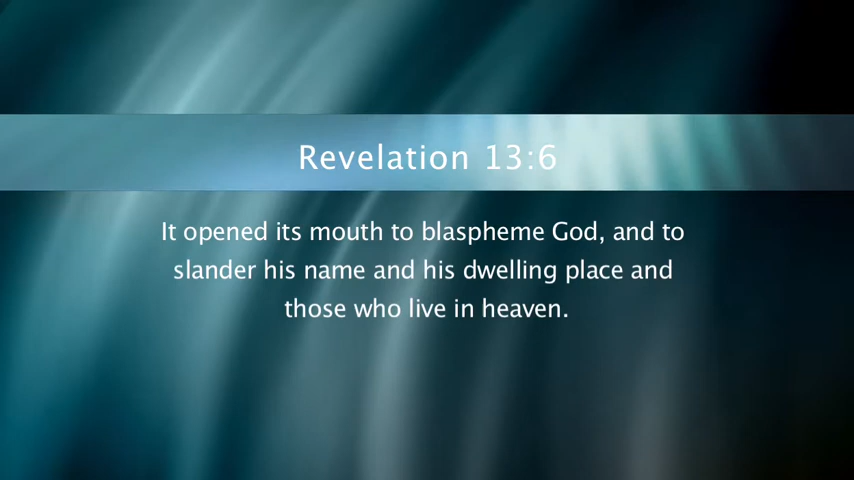 Revelation 13:6
It opened its mouth to blaspheme God, and to
slander his name and his dwelling place and
those who live in heaven.